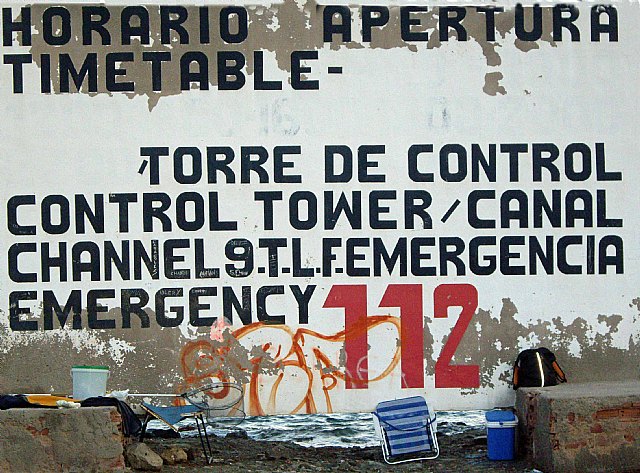 HORARIO APERTURA
TIMETABLE-
'TORRE DE CONTROL
CONTROL TOWER/CANAL
CHANNEL 9.T.L.F.EMERGENCIA
EMERGENCY 112